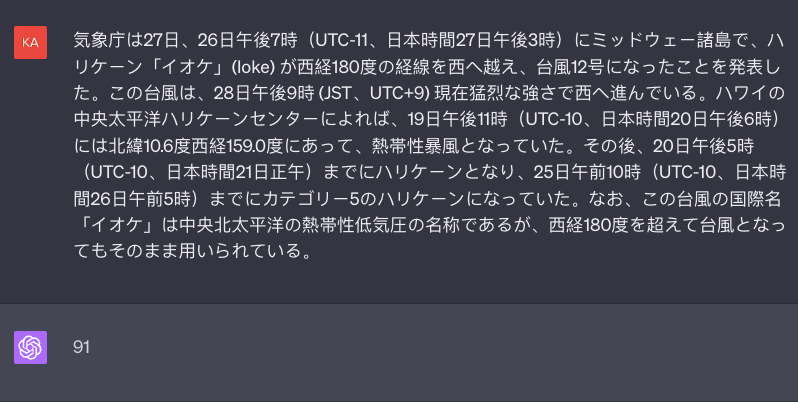 KA
気象庁は27日、26日午後7時（UTC-11、日本時間27日午後3時）にミッドウェー諸島で、ハ
リケーン「イオケ」(Ioke) が西経180度の経線を西へ越え、台風12号になったことを発表し
た。この台風は、28日午後9時 (JST、UTC+9) 現在猛烈な強さで西へ進んでいる。ハワイの
中央太平洋ハリケーンセンターによれば、19日午後11時（UTC-10、日本時間20日午後6時）
には北緯10.6度西経159.0度にあって、熱帯性暴風となっていた。その後、20日午後5時
（UTC-10、日本時間21日正午）までにハリケーンとなり、25日午前10時（UTC-10、日本時
間26日午前5時）までにカテゴリー5のハリケーンになっていた。なお、この台風の国際名
「イオケ」は中央北太平洋の熱帯性低気圧の名称であるが、西経180度を超えて台風となっ
てもそのまま用いられている。
91